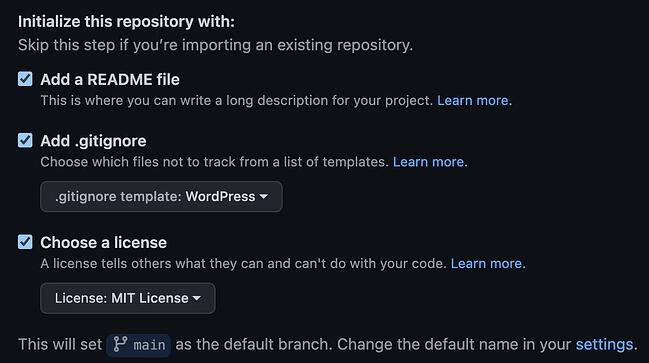 Initialize this repository with:
Skip this step if you’re importing an existing repository.
Add a README file
This is where you can write a long description for your project. Learn more.
Add .gitignore
Choose which files not to track from a list of templates. Learn more.
.gitignore template: WordPress
Choose a license
A license tells others what they can and can't do with your code. Learn more.
License: MIT License
This will set main as the default branch. Change the default name in your settings.